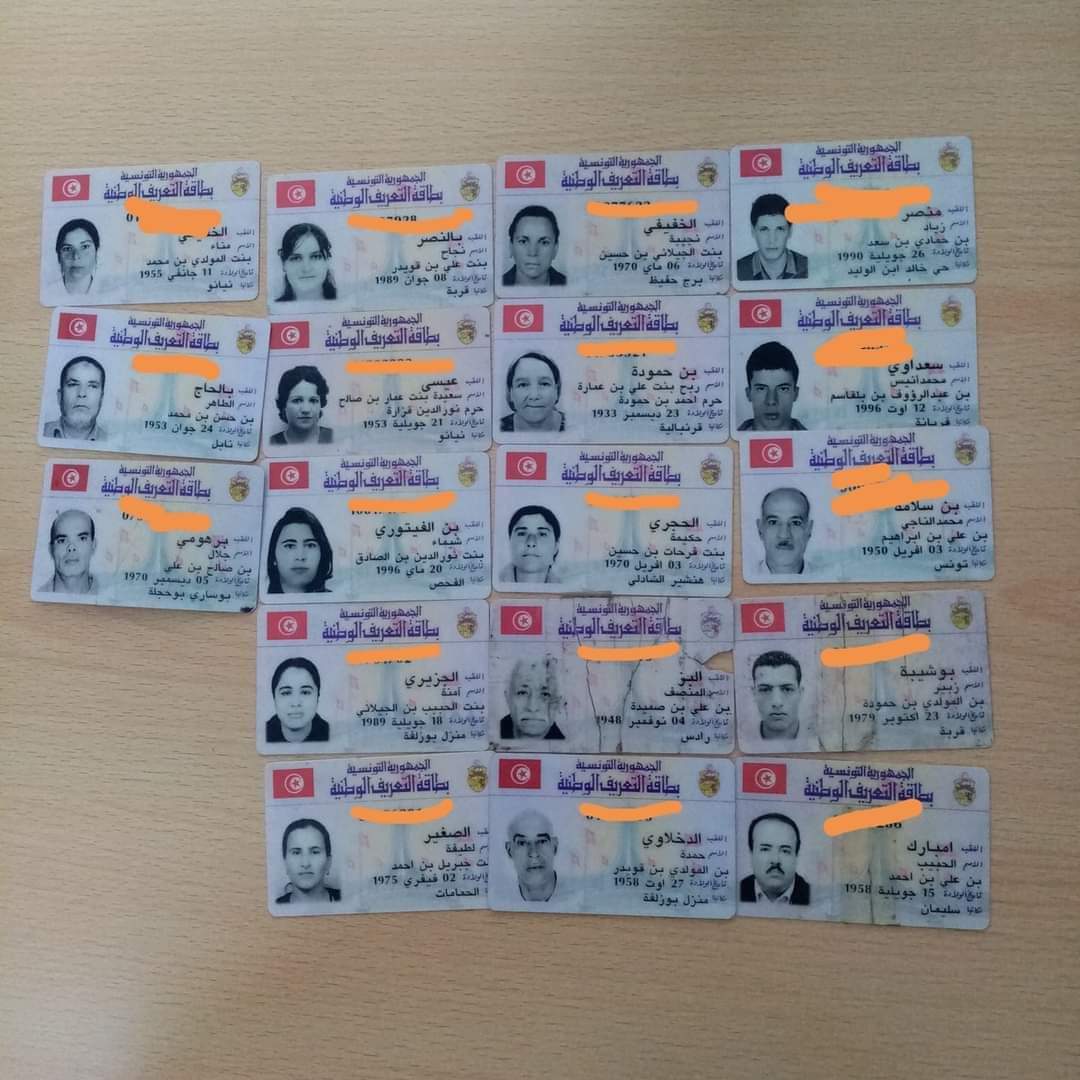 الجمهورية التونسية
بطاقة التعريف الوطنية
اللقب
الاسم مناء
بنت المولدي بن محمد
تاريخ الولادة 11 جانفي 1955
مكانها نيانو
الجمهورية التونسية
بطاقة التعريف الوطنية
اللقب بالنصر
الاسم نجاح
بنت علي بن قويدر
تاريخ الولادة 08 جوان 1989
مكانها قربة
الجمهورية التونسية
بطاقة التعريف الوطنية
اللقب الخفيفي
الاسم نجيبة
بنت الجيلاني بن حسين
تاريخ الولادة 06 ماي 1970
مكانها برج حفيظ
الجمهورية التونسية
بطاقة التعريف الوطنية
اللقب منصر
الاسم زياد
بن حمادي بن سعد
تاريخ الولادة 26 جويلية 1990
مكانها حي خالد ابن الوليد
الجمهورية التونسية
بطاقة التعريف الوطنية
اللقب بالحاج
الاسم الطاهر
بن حسن بن محمد
تاريخ الولادة 24 جوان 1953
مكانها نابل
الجمهورية التونسية
بطاقة التعريف الوطنية
اللقب عيسى
الاسم سعيدة بنت عمار بن صالح
حرم نورالدين قزارة
تاريخ الولادة 21 جويلية 1953
مكانها نيانو
الجمهورية التونسية
بطاقة التعريف الوطنية
اللقب بن حمودة
الاسم ربح بنت علي بن عمارة
حرم احمد بن حمودة
تاريخ الولادة 23 ديسمبر 1933
مكانها قرنبالية
الجمهورية التونسية
بطاقة التعريف الوطنية
اللقب سعداوي
الاسم محمدانيس
بن عبدالرؤوف بن بلقاسم
تاريخ الولادة 12 اوت 1996
مكانها فريانة
الجمهورية التونسية
بطاقة التعريف الوطنية
اللقب برهومي
الاسم جلال
بن صالح بن علي
تاريخ الولادة 05 ديسمبر 1970
مكانها بوساري بوحجلة
الجمهورية التونسية
بطاقة التعريف الوطنية
اللقب بن الغيتوري
الاسم شيماء
بنت نورالدين بن الصادق
تاريخ الولادة 20 ماي 1996
مكانها الفحص
الجمهورية التونسية
بطاقة التعريف الوطنية
اللقب الحجري
الاسم حكيمة
بنت فرحات بن حسين
تاريخ الولادة 03 افريل 1970
مكانها هنشير الشادلي
الجمهورية التونسية
بطاقة التعريف الوطنية
اللقب بن سلامة
الاسم محمدالناجي
بن علي بن ابراهيم
تاريخ الولادة 03 افريل 1950
مكانها تونس
الجمهورية التونسية
بطاقة التعريف الوطنية
اللقب الجزيري
الاسم آمنة
بنت الحبيب بن الجيلاني
تاريخ الولادة 18 جويلية 1989
مكانها منزل بوزلفة
الجمهورية التونسية
بطاقة التعريف الوطنية
اللقب البز
الاسم المنصف
بن علي بن صميدة
تاريخ الولادة 04 نوفمبر 1948
مكانها رادس
الجمهورية التونسية
بطاقة التعريف الوطنية
اللقب بوشيبة
الاسم زبير
بن المولدي بن حمودة
تاريخ الولادة 23 اكتوبر 1979
مكانها قربة
الجمهورية التونسية
بطاقة التعريف الوطنية
اللقب الصغير
الاسم لطيفة
بنت جبريل بن احمد
تاريخ الولادة 02 فيفري 1975
مكانها الحمامات
الجمهورية التونسية
بطاقة التعريف الوطنية
اللقب الدخلاوي
الاسم حمدة
بن المولدي بن قويدر
تاريخ الولادة 27 اوت 1958
مكانها منزل بوزلفة
الجمهورية التونسية
بطاقة التعريف الوطنية
اللقب امبارك
الاسم الحبيب
بن علي بن احمد
تاريخ الولادة 15 جويلية 1958
مكانها سليمان